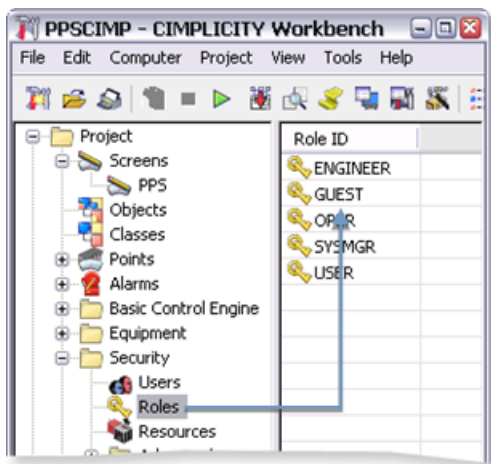 PPSCIMP - CIMPLICITY Workbench
File Edit Computer Project View Tools Help
Project
Screens
PPS
Objects
Classes
Points
Alarms
Basic Control Engine
Equipment
Security
Users
Roles
Resources
Role ID
ENGINEER
GUEST
OPER
SYSMGR
USER